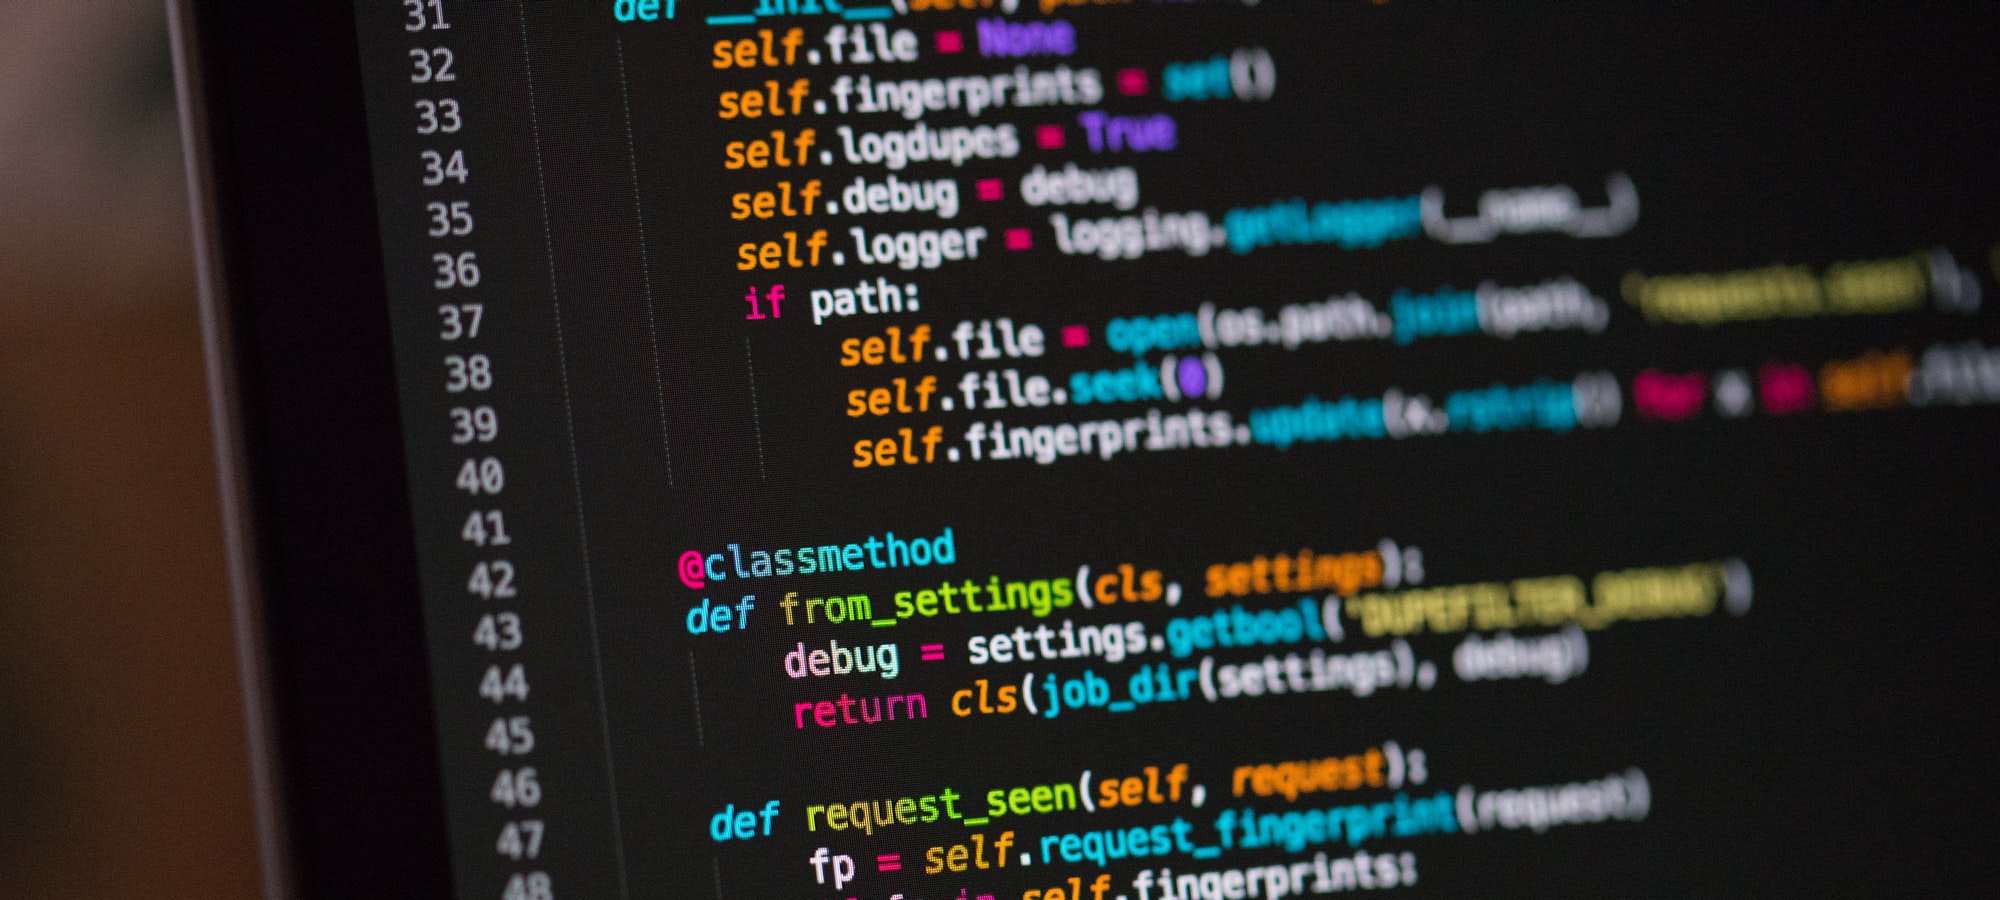 31 def __init__(self,
32 self.file = None
33 self.fingerprints = set()
34 self.logdupes = True
35 self.debug = debug
36 self.logger = logging.getLogger(__name__)
37 if path:
38 self.file = open(os.path.join(path, 'requests.seen'),
39 self.file.seek(0)
40 self.fingerprints.update(x.rstrip() for x in self.file
41
42 @classmethod
43 def from_settings(cls, settings):
44 debug = settings.getbool('DUPEFILTER_DEBUG')
45 return cls(job_dir(settings), debug)
46
47 def request_seen(self, request):
48 fp = self.request_fingerprint(request)
in self.fingerprints: